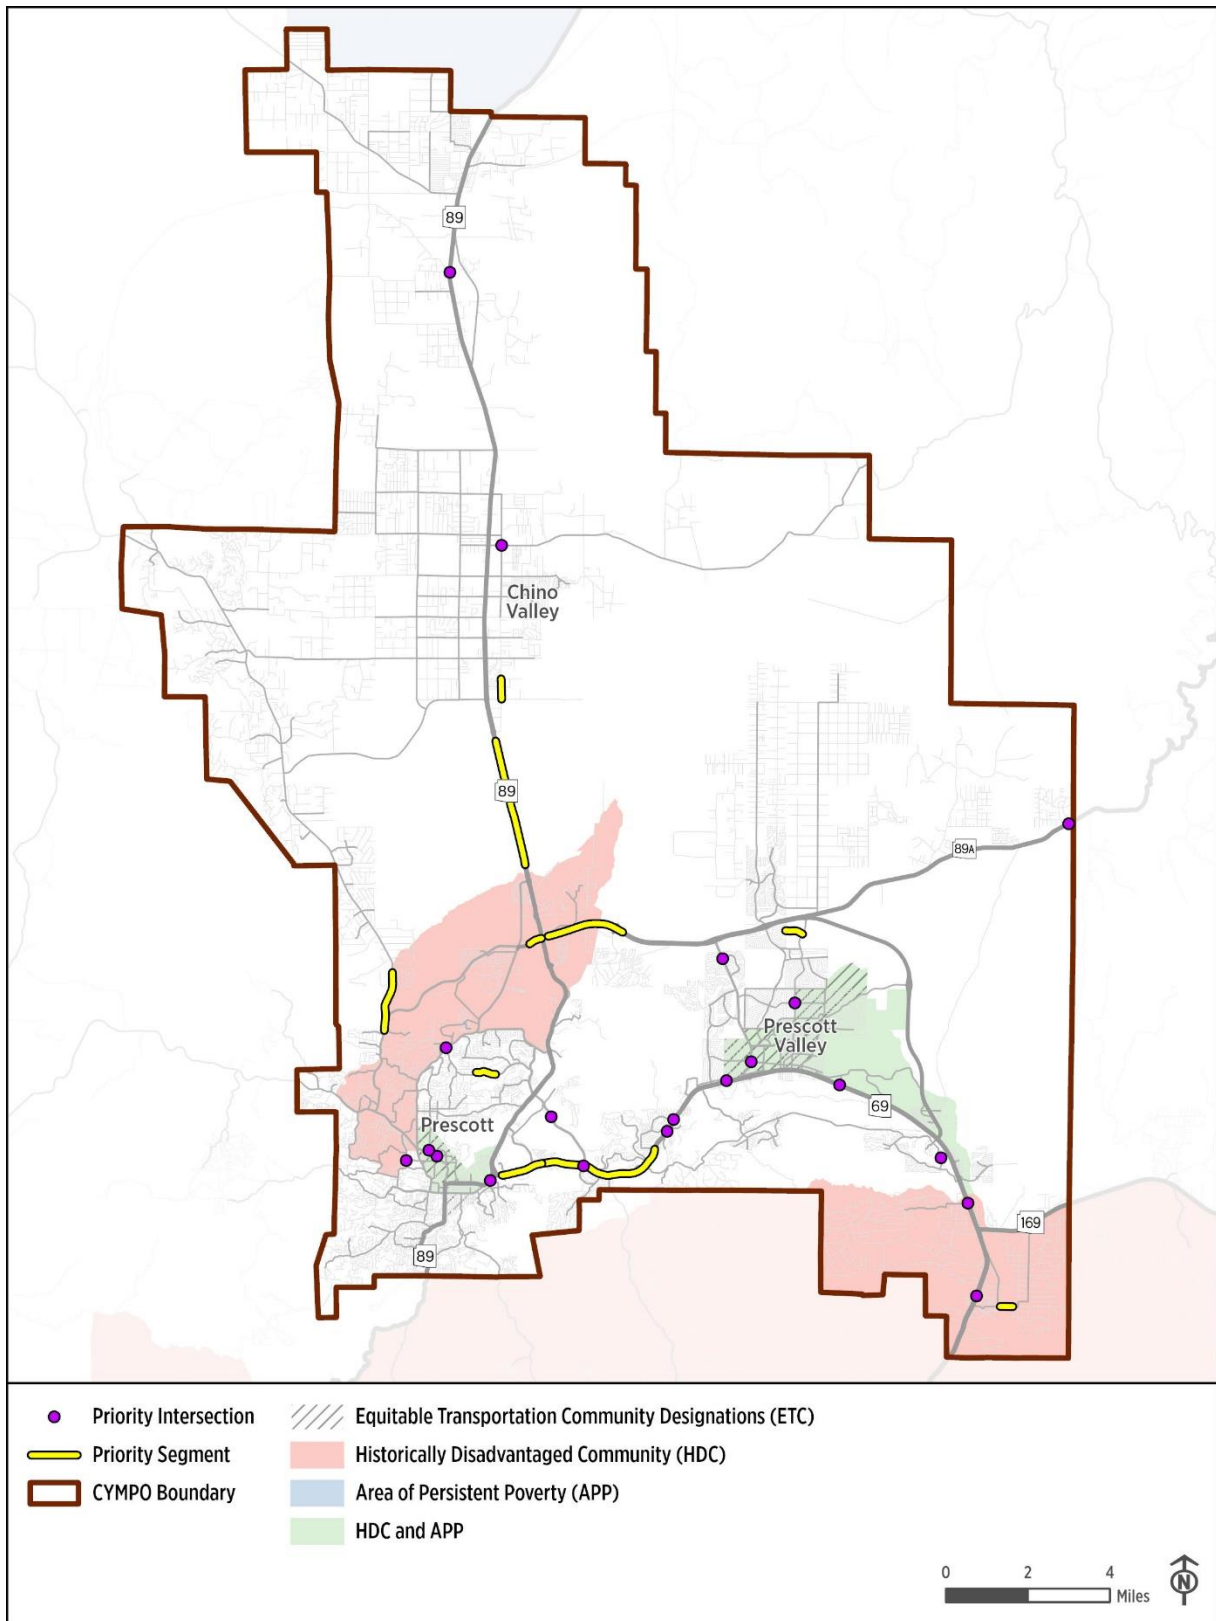 89
Chino
Valley
89
89A
Prescott
Valley
69
Prescott
169
89
Priority Intersection
Priority Segment
CYMPO Boundary
Equitable Transportation Community Designations (ETC)
Historically Disadvantaged Community (HDC)
Area of Persistent Poverty (APP)
HDC and APP
0 2 4
Miles
N